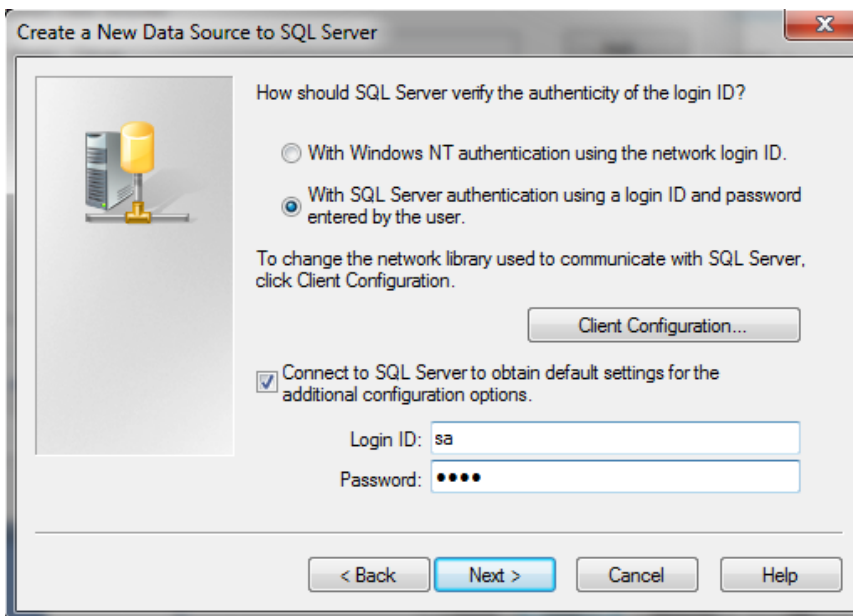 Create a New Data Source to SQL Server
How should SQL Server verify the authenticity of the login ID?
With Windows NT authentication using the network login ID.
With SQL Server authentication using a login ID and password
entered by the user.
To change the network library used to communicate with SQL Server,
click Client Configuration.
Client Configuration...
Connect to SQL Server to obtain default settings for the
additional configuration options.
Login ID: sa
Password: ●●●●
< Back Next > Cancel Help